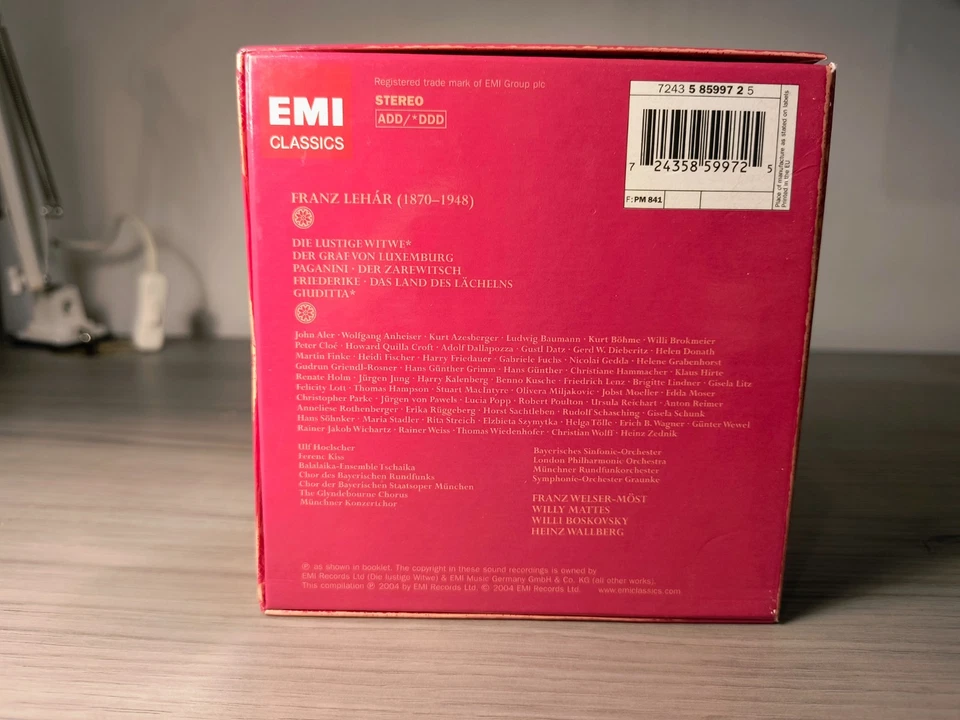 EMI
CLASSICS
Registered trade mark of EMI Group plc
STEREO
ADD/*DDD
7243 5 85997 2 5
7 24358 59972 5
F: PM 841
Place of manufacture as stated on labels
Printed in the EU
FRANZ LEHÁR (1870–1948)
DIE LUSTIGE WITWE*
DER GRAF VON LUXEMBURG
PAGANINI · DER ZAREWITSCH
FRIEDERIKE · DAS LAND DES LÄCHELNS
GIUDITTA*
John Aler · Wolfgang Anheiser · Kurt Azesberger · Ludwig Baumann · Kurt Böhme · Willi Brokmeier
Peter Cloé · Howard Quilla Croft · Adolf Dallapozza · Gustl Datz · Gerd W. Dieberitz · Helen Donath
Martin Finke · Heidi Fischer · Harry Friedauer · Gabriele Fuchs · Nicolai Gedda · Helene Grabenhorst
Gudrun Griendl-Rosner · Hans Günther Grimm · Hans Günther · Christiane Hammacher · Klaus Hirte
Renate Holm · Jürgen Jung · Harry Kalenberg · Benno Kusche · Friedrich Lenz · Brigitte Lindner · Gisela Litz
Felicity Lott · Thomas Hampson · Stuart MacIntyre · Olivera Miljakovic · Jobst Moeller · Edda Moser
Christopher Parke · Jürgen von Pawels · Lucia Popp · Robert Poulton · Ursula Reichart · Anton Reimer
Anneliese Rothenberger · Erika Rüggeberg · Horst Sachtleben · Rudolf Schasching · Gisela Schunk
Hans Söhnker · Maria Stadler · Rita Streich · Elzbieta Szymytka · Helga Tölle · Erich B. Wagner · Günter Wewel
Rainer Jakob Wichartz · Rainer Weiss · Thomas Wiedenhofer · Christian Wolff · Heinz Zednik
Ulf Hoelscher
Ferenc Kiss
Balalaika-Ensemble Tschaika
Chor des Bayerischen Rundfunks
Chor der Bayerischen Staatsoper München
The Glyndebourne Chorus
Münchner Konzertchor
Bayerisches Sinfonie-Orchester
London Philharmonic Orchestra
Münchner Rundfunkorchester
Symphonie-Orchester Graunke
FRANZ WELSER-MÖST
WILLY MATTES
WILLI BOSKOVSKY
HEINZ WALLBERG
℗ as shown in booklet. The copyright in these sound recordings is owned by
EMI Records Ltd (Die lustige Witwe) & EMI Music Germany GmbH & Co. KG (all other works).
This compilation ℗ 2004 by EMI Records Ltd. © 2004 EMI Records Ltd. www.emiclassics.com